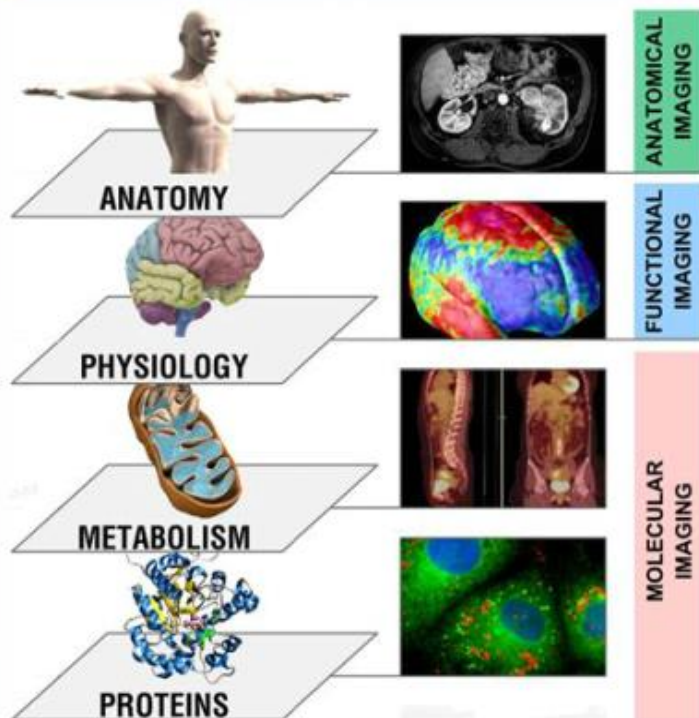 ANATOMY
ANATOMICAL
IMAGING
PHYSIOLOGY
FUNCTIONAL
IMAGING
METABOLISM
PROTEINS
MOLECULAR
IMAGING